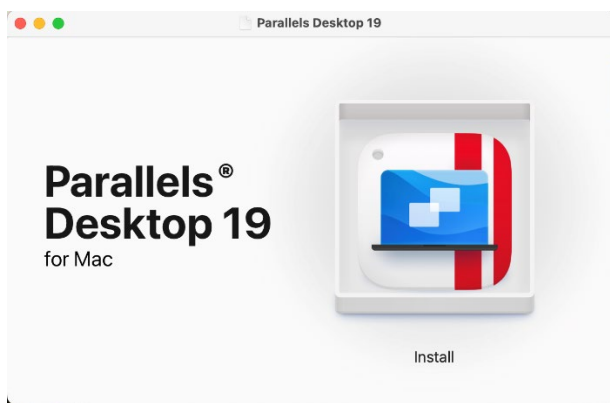 Parallels Desktop 19
Parallels®
Desktop 19
for Mac
Install